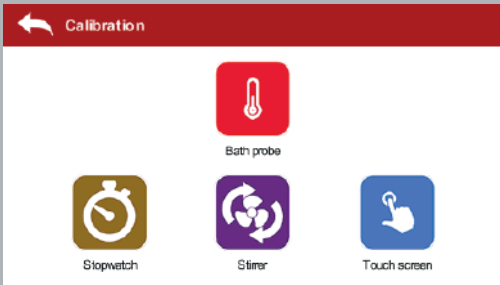 Calibration
Bath probe
Stopwatch
Stirrer
Touch screen